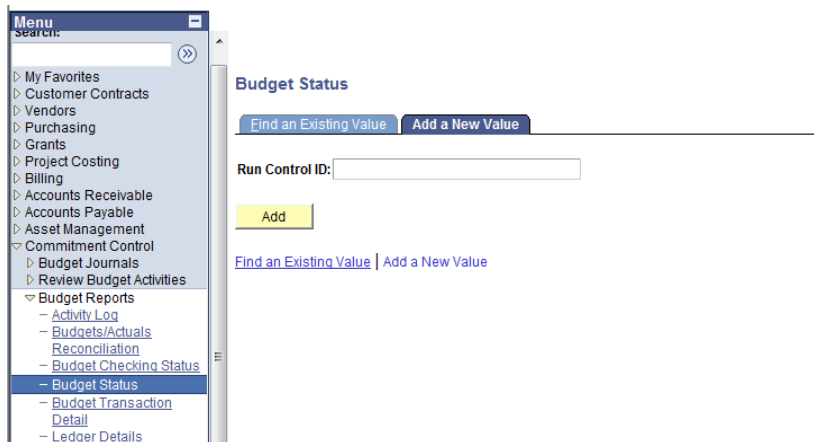 Menu
Search:
My Favorites
Customer Contracts
Vendors
Purchasing
Grants
Project Costing
Billing
Accounts Receivable
Accounts Payable
Asset Management
Commitment Control
Budget Journals
Review Budget Activities
Budget Reports
– Activity Log
– Budgets/Actuals
Reconciliation
– Budget Checking Status
– Budget Status
– Budget Transaction
Detail
– Ledger Details
Budget Status
Find an Existing Value Add a New Value
Run Control ID:
Add
Find an Existing Value | Add a New Value